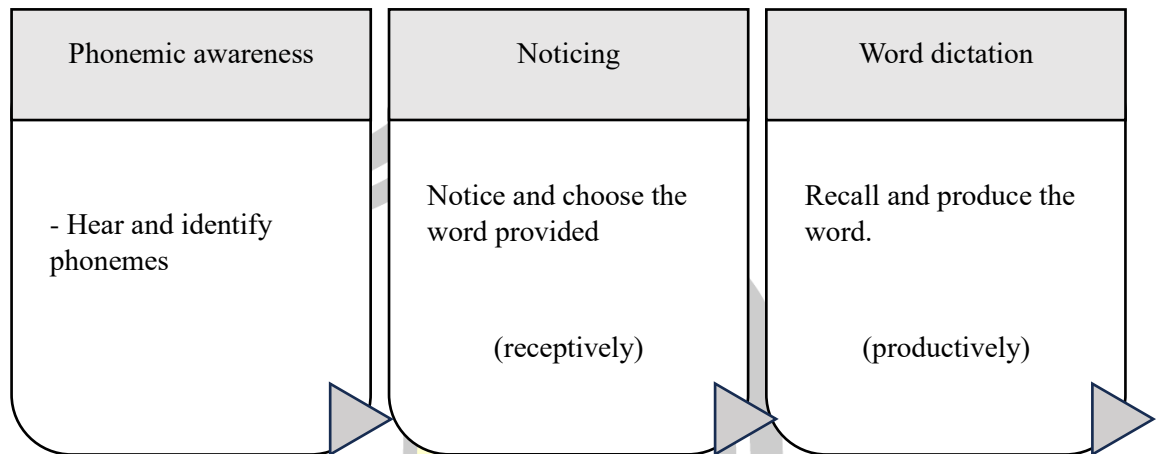 Phonemic awareness
- Hear and identify
phonemes
Noticing
Notice and choose the
word provided
(receptively)
Word dictation
Recall and produce the
word.
(productively)